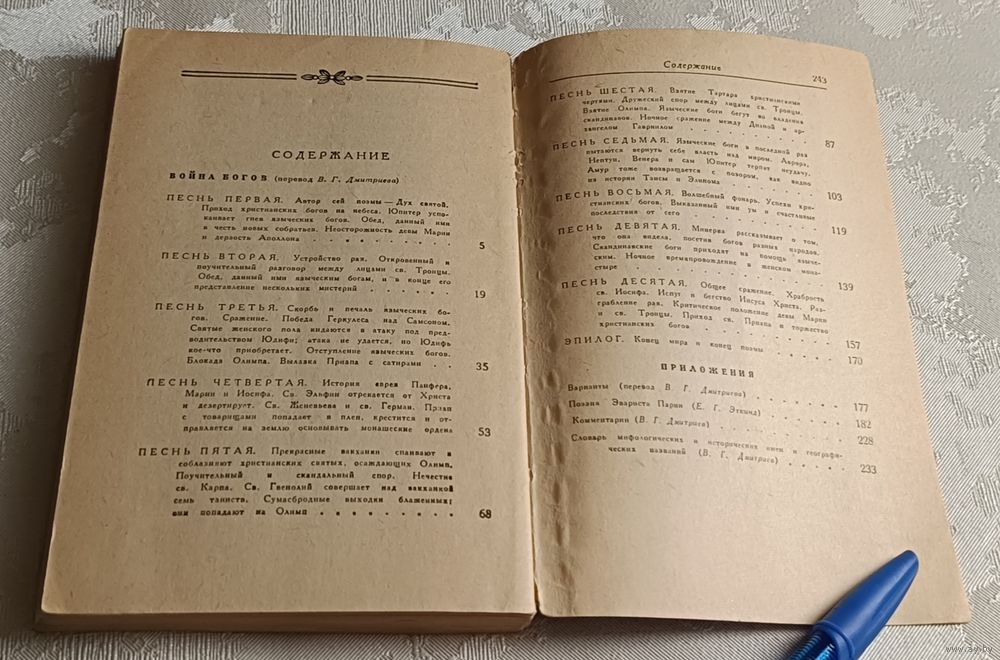 СОДЕРЖАНИЕ
ВОЙНА БОГОВ (перевод В. Г. Дмитриева)
ПЕСНЬ ПЕРВАЯ. Автор сей поэмы — Дух святой.
Приход христианских богов на небеса. Юпитер успо-
каивает гнев языческих богов. Обед, данный ими
в честь новых собратьев. Неосторожность девы Марии
и дерзость Аполлона . . . . . . . . 5
ПЕСНЬ ВТОРАЯ. Устройство рая. Откровенный и
поучительный разговор между лицами св. Троицы.
Обед, данный ими языческим богам, и в конце его
представление нескольких мистерий . . . . 19
ПЕСНЬ ТРЕТЬЯ. Скорбь и печаль языческих бо-
гов. Сражение. Победа Геркулеса над Самсоном.
Святые женского пола кидаются в атаку под пред-
водительством Юдифи; атака не удается, но Юдифь
кое-что приобретает. Отступление языческих богов.
Блокада Олимпа. Вылазка Приапа с сатирами . . 35
ПЕСНЬ ЧЕТВЕРТАЯ. История еврея Панфера,
Марии и Иосифа. Св. Эльфин отрекается от Христа
и дезертирует. Св. Женевьева и св. Герман. Приап
с товарищами попадает в плен, крестится и от-
правляется на землю основывать монашеские ордена 53
ПЕСНЬ ПЯТАЯ. Прекрасные вакханки спаивают и
соблазняют христианских святых, осаждающих Олимп.
Поучительный и скандальный спор. Нечестие
св. Карпа. Св. Гвенолий совершает над вакханкой
семь таинств. Сумасбродные выходки блаженных;
они попадают на Олимп . . . . . . . . 68
Содержание 243
ПЕСНЬ ШЕСТАЯ. Взятие Тартара христианскими
чертями. Дружеский спор между лицами св. Троицы.
Взятие Олимпа. Языческие боги бегут во владения
скандинавов. Ночное сражение между Дианой и ар-
хангелом Гавриилом . . . . . . . . 87
ПЕСНЬ СЕДЬМАЯ. Языческие боги в последний раз
пытаются вернуть себе власть над миром. Аврора,
Нептун, Венера и сам Юпитер терпят неудачу.
Амур тоже возвращается с позором, как видно
из истории Таисы и Элинома . . . . . . 103
ПЕСНЬ ВОСЬМАЯ. Волшебный фонарь. Успехи хри-
стианских богов. Выказанный ими ум и счастливые
последствия от сего . . . . . . . . 119
ПЕСНЬ ДЕВЯТАЯ. Минерва рассказывает о том,
что она видела, посетив богов разных народов.
Скандинавские боги приходят на помощь языче-
ским. Ночное времяпровождение в женском мона-
стыре . . . . . . . . . . 139
ПЕСНЬ ДЕСЯТАЯ. Общее сражение. Храбрость
св. Иосифа. Испуг и бегство Иисуса Христа. Раз-
грабление рая. Критическое положение девы Марии
и св. Троицы. Приход св. Приапа и торжество
христианских богов . . . . . . . . 157
ЭПИЛОГ. Конец мира и конец поэмы . . . . 170
ПРИЛОЖЕНИЯ
Варианты (перевод В. Г. Дмитриева) . . . . 177
Поэзия Эвариста Парни (Е. Г. Эткинд) . . . . 182
Комментарии (В. Г. Дмитриев) . . . . . . 228
Словарь мифологических и исторических имен и географи-
ческих названий (В. Г. Дмитриев) . . . . 233
www.ay.by